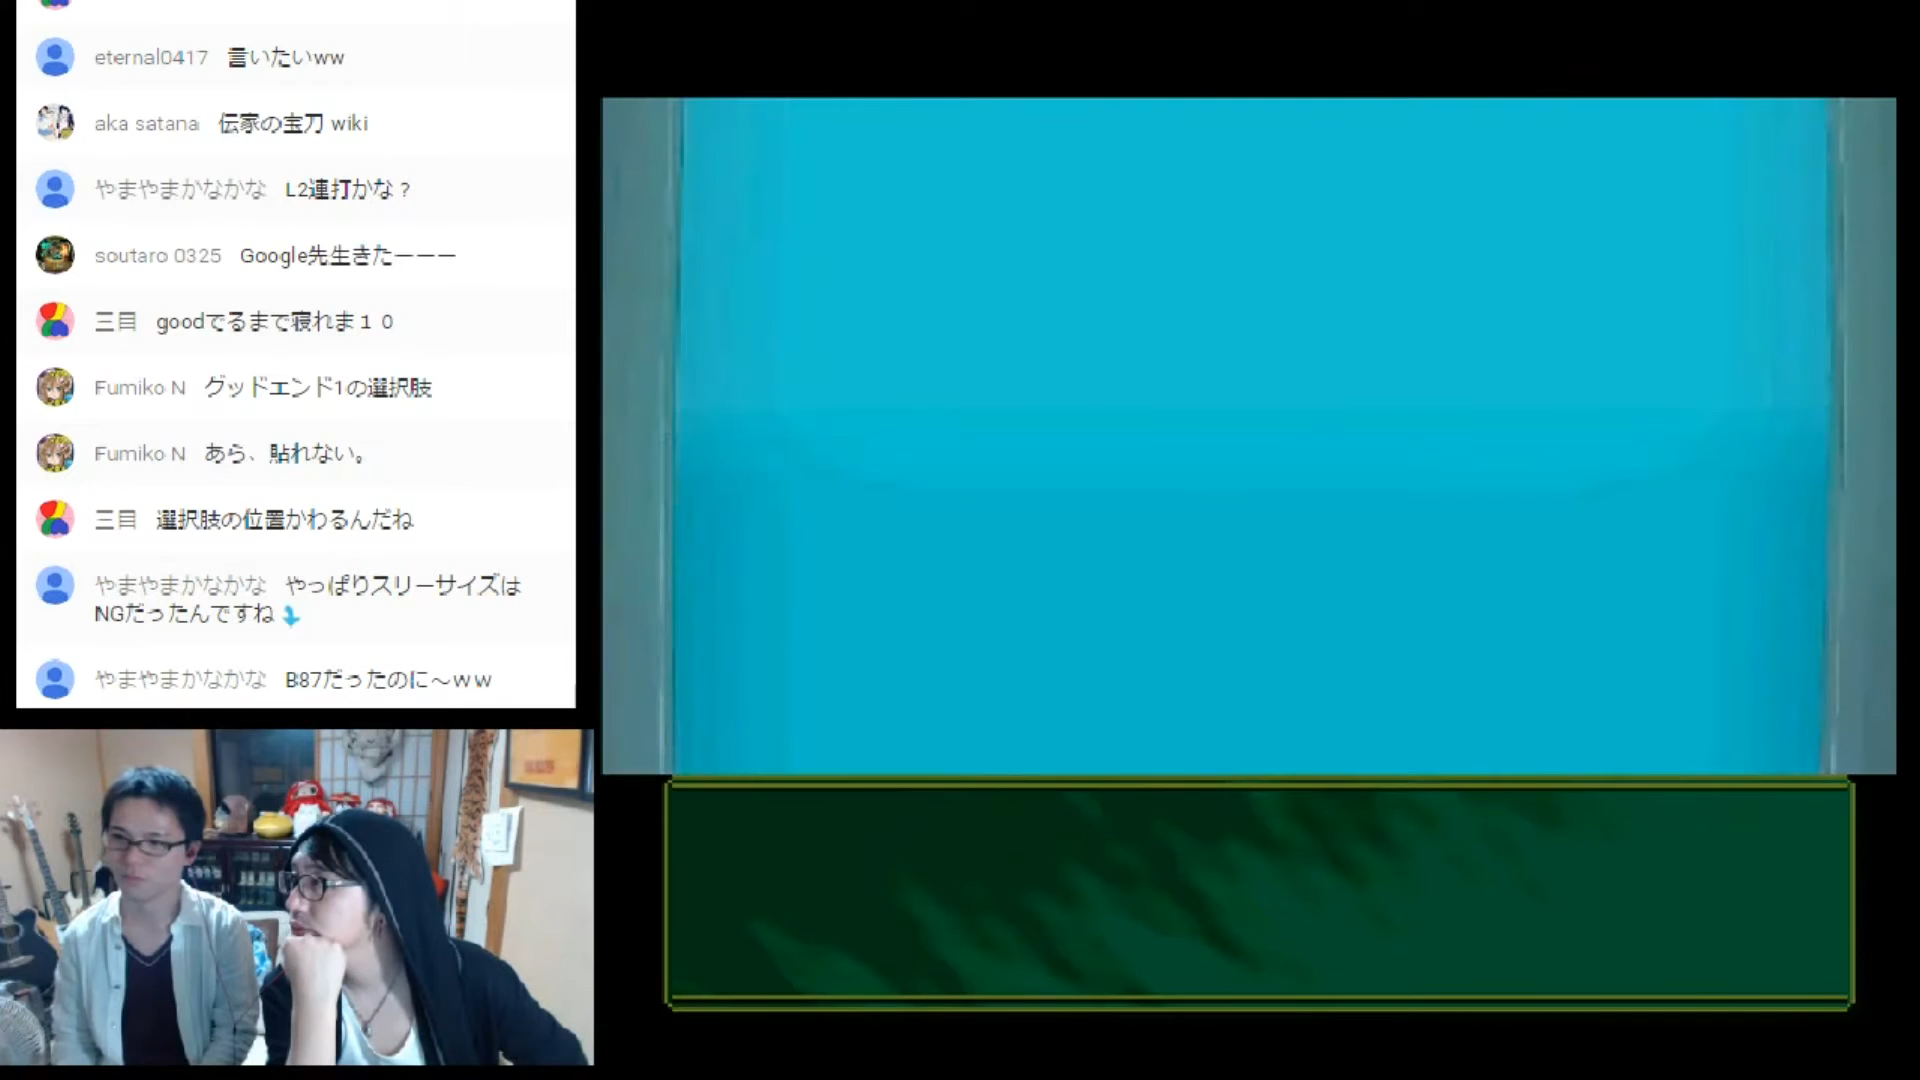 eternal0417 言いたいww
aka satana 伝家の宝刀 wiki
やまやまかなかな L2連打かな？
soutaro 0325 Google先生きたーーー
三目 goodでるまで寝れま１０
Fumiko N グッドエンド1の選択肢
Fumiko N あら、貼れない。
三目 選択肢の位置かわるんだね
やまやまかなかな やっぱりスリーサイズは
NGだったんですね
やまやまかなかな B87だったのに〜ww